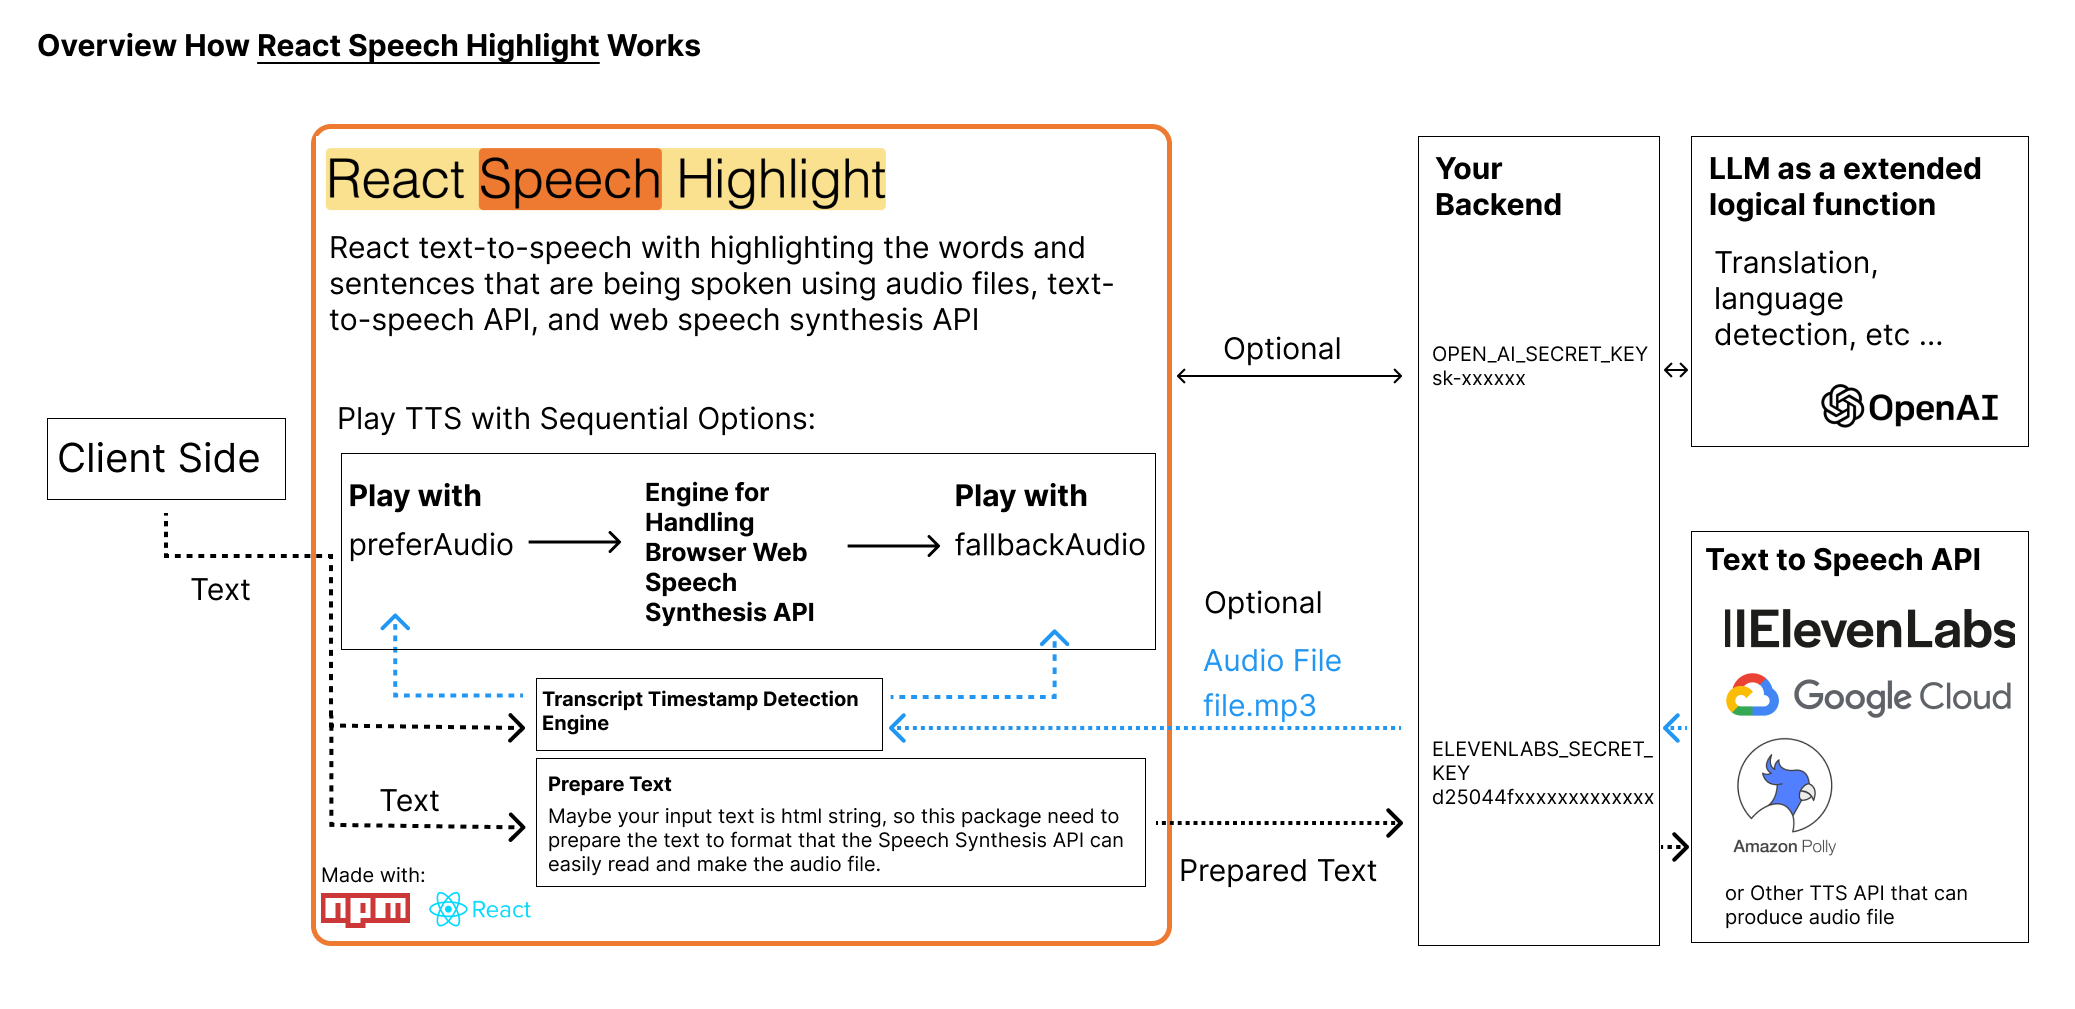 Overview How React Speech Highlight Works
React Speech Highlight
React text-to-speech with highlighting the words and
sentences that are being spoken using audio files, text-
to-speech API, and web speech synthesis API
Play TTS with Sequential Options:
Play with
preferAudio
Engine for
Handling
Browser Web
Speech
Synthesis API
Play with
fallbackAudio
Client Side
Text
Transcript Timestamp Detection
Engine
Text
Prepare Text
Maybe your input text is html string, so this package need to
prepare the text to format that the Speech Synthesis API can
easily read and make the audio file.
Made with:
npm
React
Optional
Optional
Audio File
file.mp3
Prepared Text
Your
Backend
OPEN_AI_SECRET_KEY
sk-xxxxxx
ELEVENLABS_SECRET_
KEY
d25044fxxxxxxxxxxxxx
LLM as a extended
logical function
Translation,
language
detection, etc ...
OpenAI
Text to Speech API
IIElevenLabs
Google Cloud
Amazon Polly
or Other TTS API that can
produce audio file